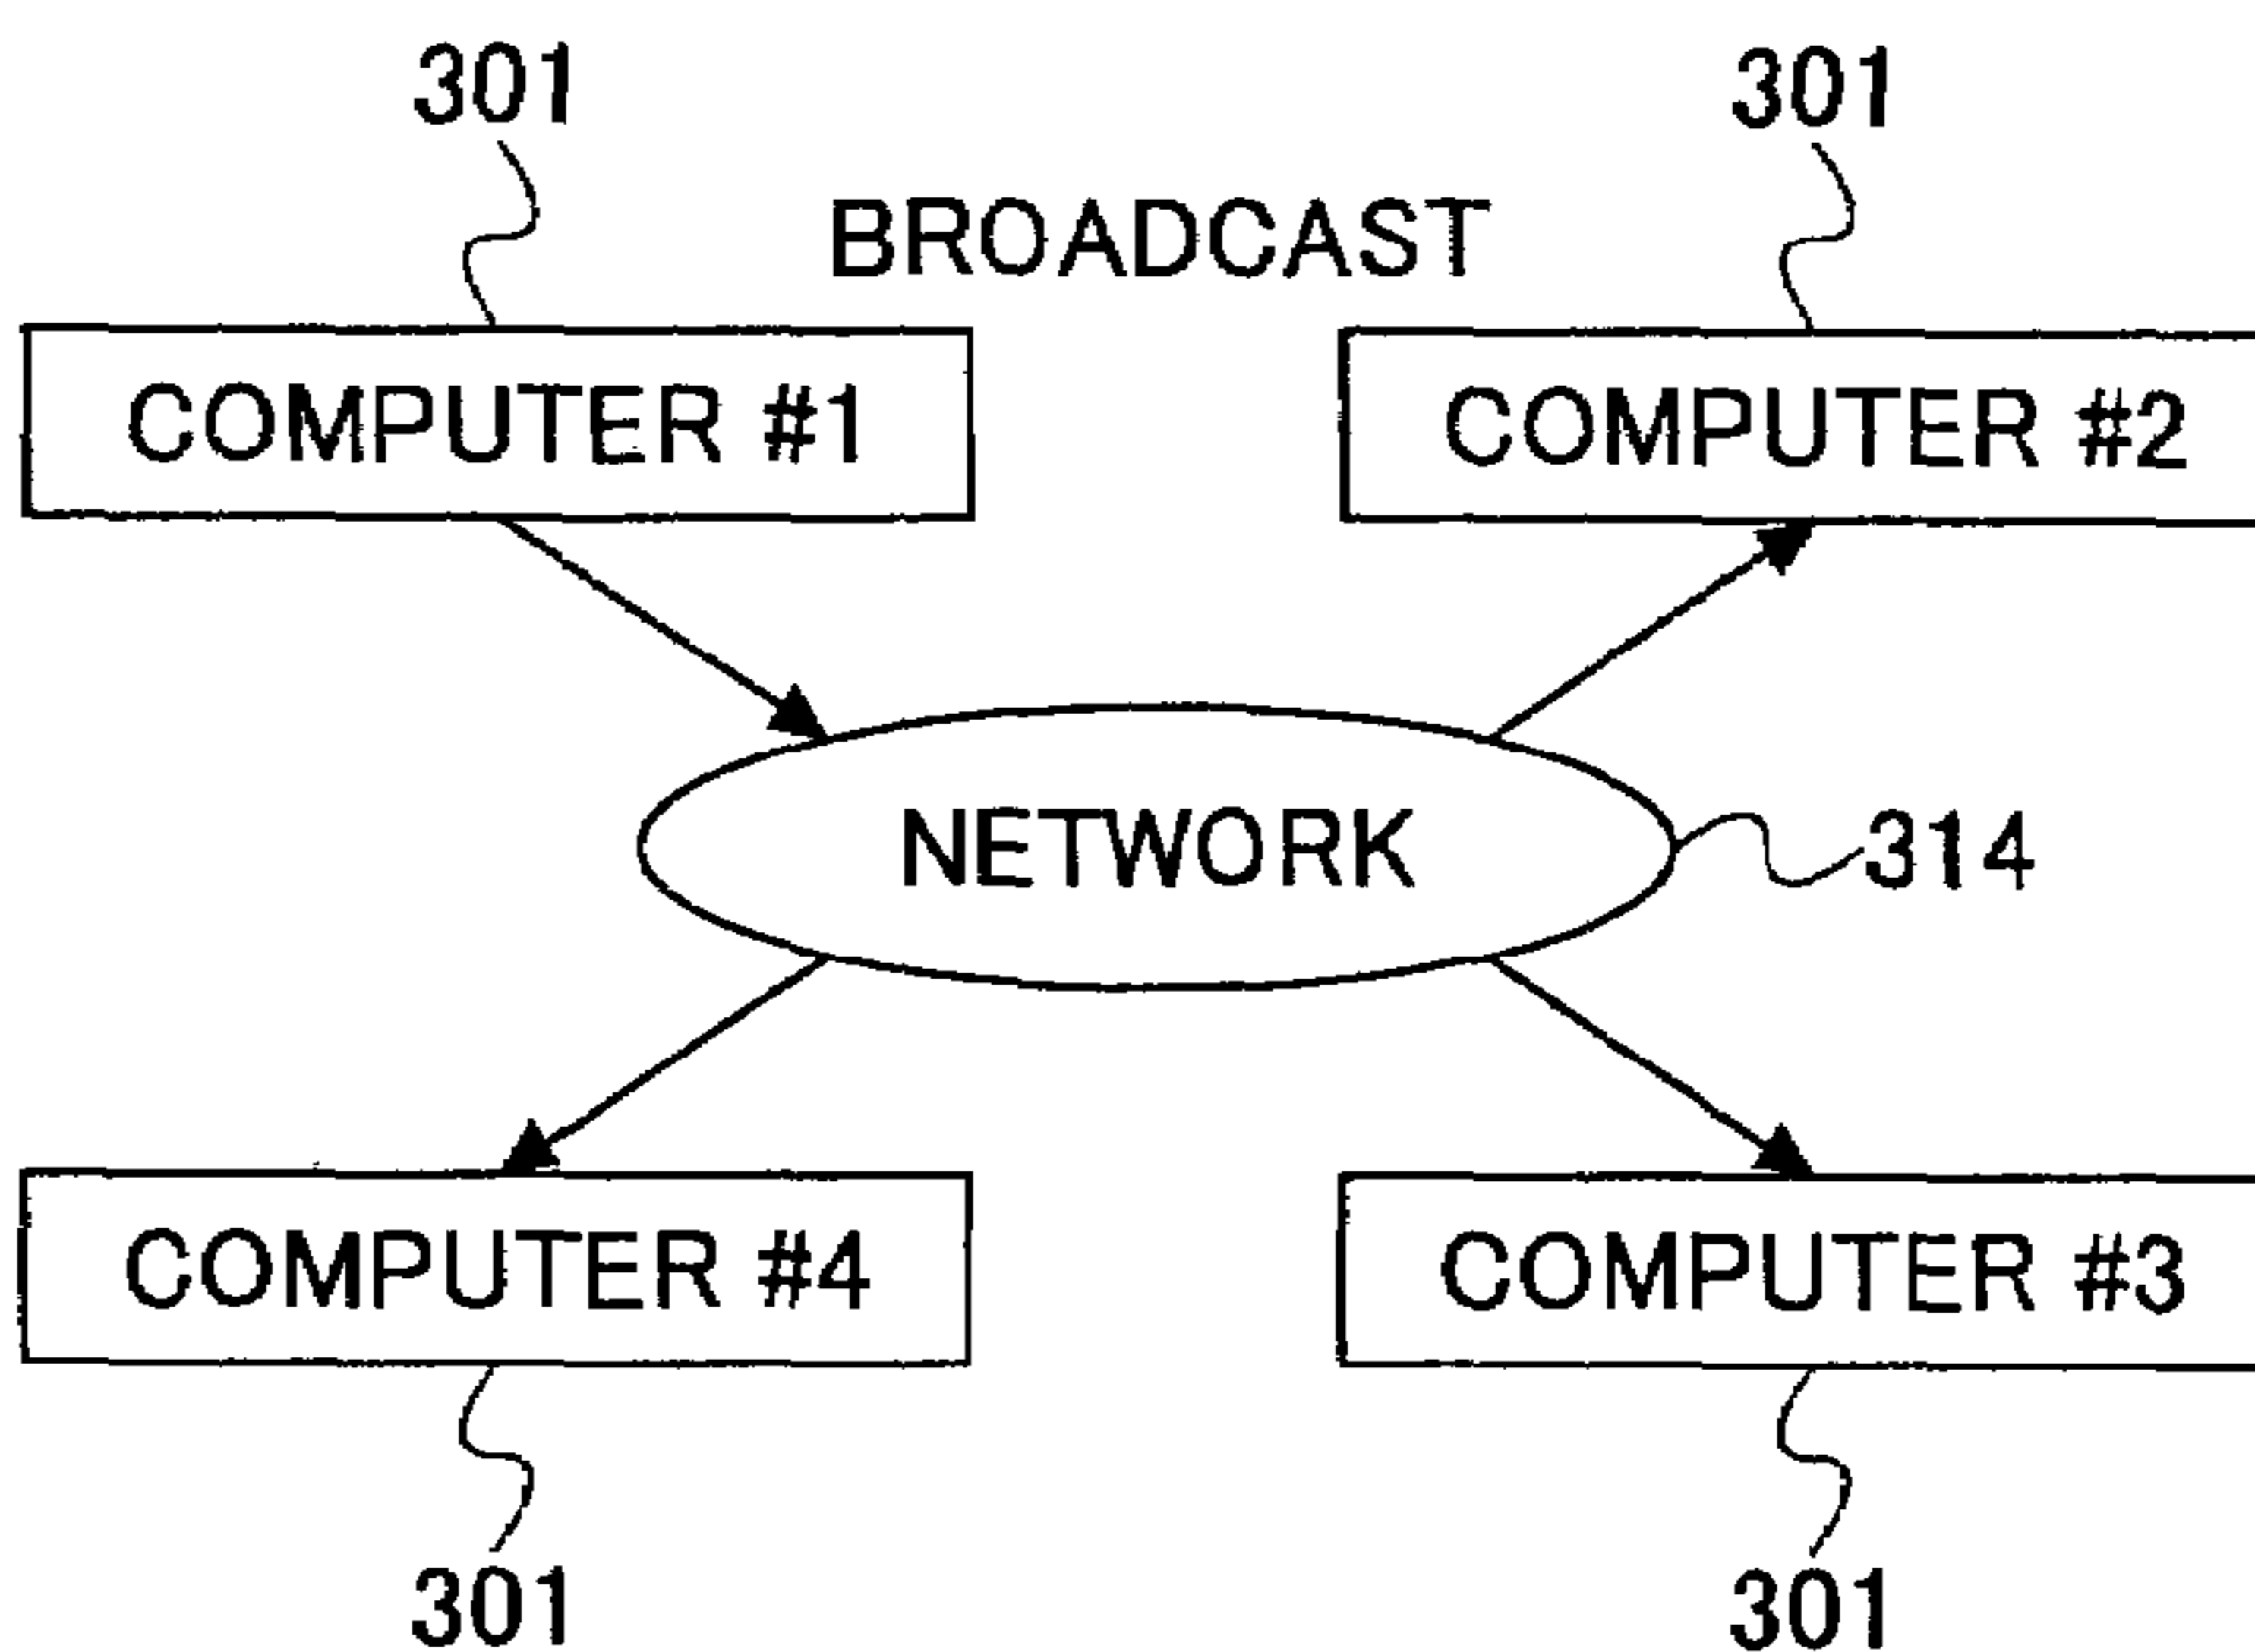 301
301
BROADCAST
COMPUTER #1
COMPUTER #2
NETWORK
314
COMPUTER #4
COMPUTER #3
301
301